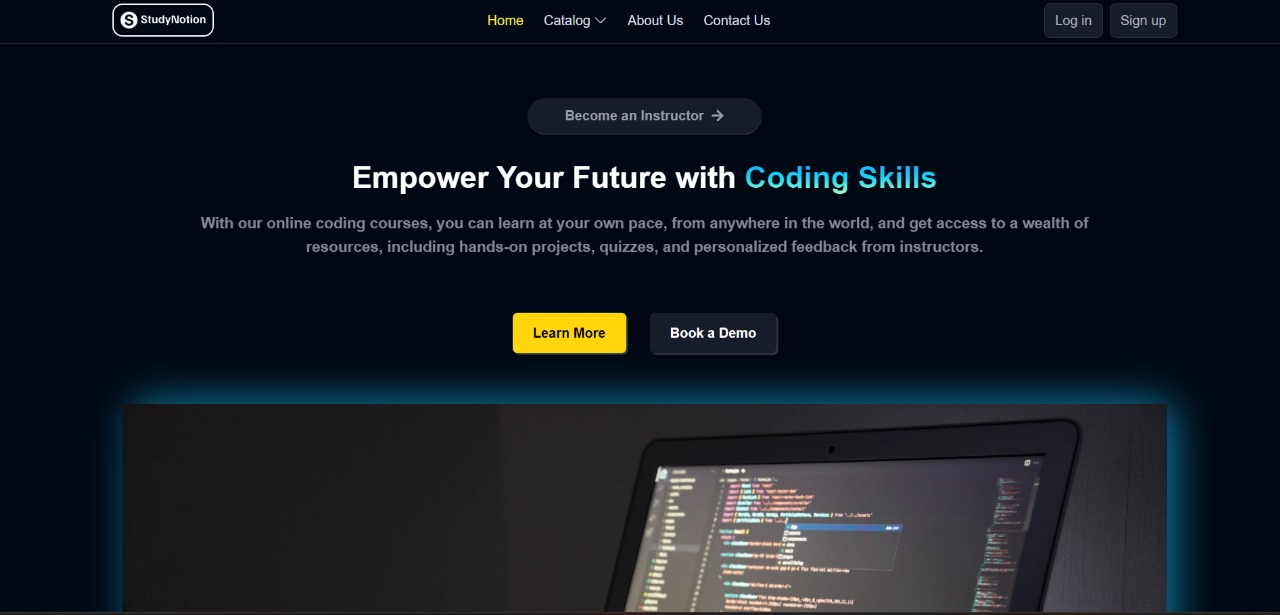 StudyNotion
Home
Catalog
About Us
Contact Us
Log in
Sign up
Become an Instructor →
Empower Your Future with Coding Skills
With our online coding courses, you can learn at your own pace, from anywhere in the world, and get access to a wealth of
resources, including hands-on projects, quizzes, and personalized feedback from instructors.
Learn More
Book a Demo